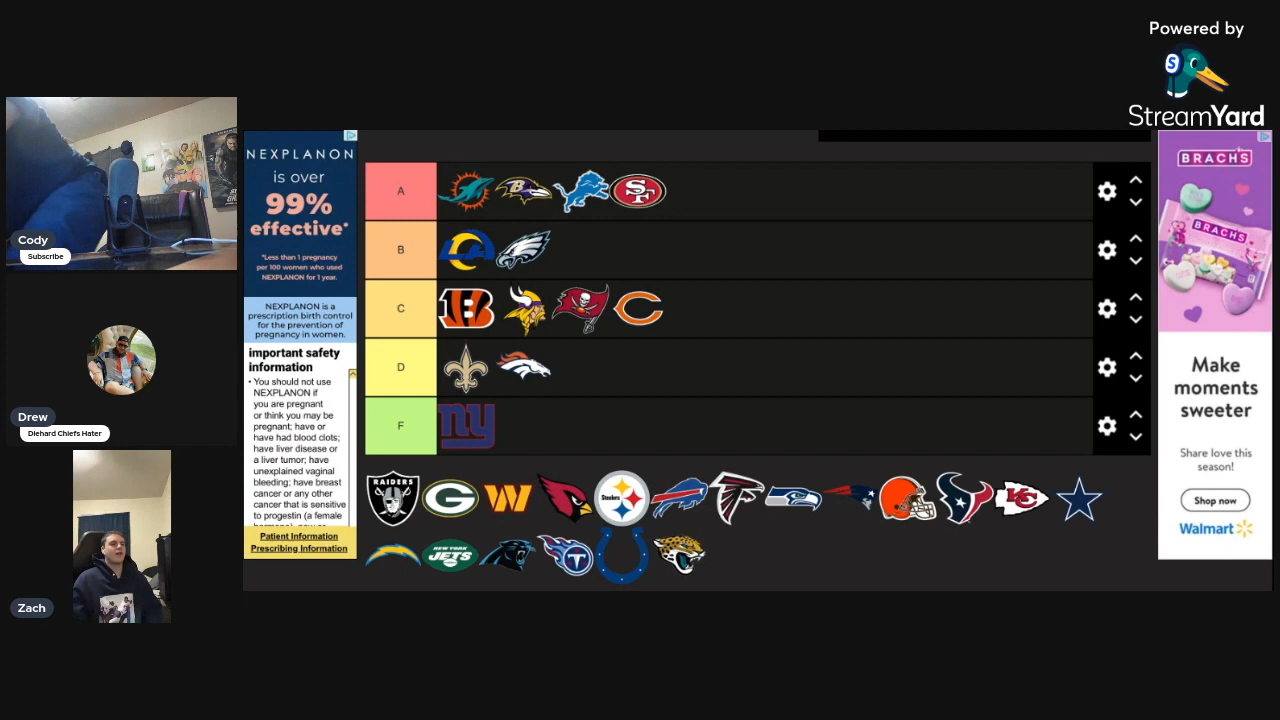 Powered by
StreamYard
Cody
Subscribe
Drew
Diehard Chiefs Hater
Zach
NEXPLANON
is over
99%
effective*
*Less than 1 pregnancy
per 100 women who used
NEXPLANON for 1 year.
NEXPLANON is a
prescription birth control
for the prevention of
pregnancy in women.
important safety
information
• You should not use
NEXPLANON if
you are pregnant
or think you may be
pregnant; have or
have had blood clots;
have liver disease or
a liver tumor; have
unexplained vaginal
bleeding; have breast
cancer or any other
cancer that is sensitive
to progestin (a female
Patient Information
Prescribing Information
A
SF
B
C
D
F
ny
RAIDERS
G
W
Steelers
KC
NEW YORK
JETS
T
BRACHS
BRACHS
Make
moments
sweeter
Share love this
season!
Shop now
Walmart